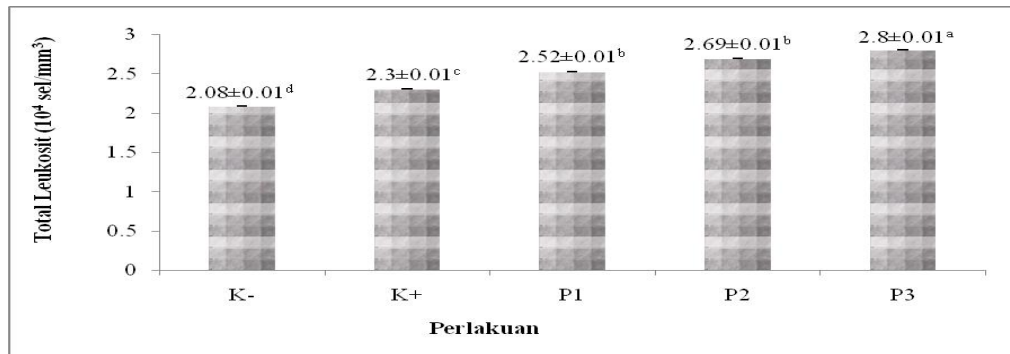 Total Leukosit (10⁴ sel/mm³)
3
2.5
2
1.5
1
0.5
0
2.08±0.01ᵈ
2.3±0.01ᶜ
2.52±0.01ᵇ
2.69±0.01ᵇ
2.8±0.01ᵃ
K- K+ P1 P2 P3
Perlakuan